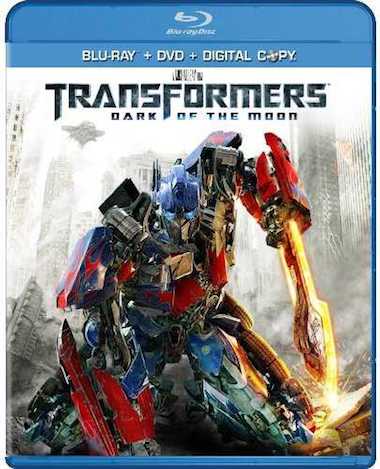 Blu-ray Disc
BLU-RAY + DVD + DIGITAL COPY
TRANSFORMERS
DARK OF THE MOON